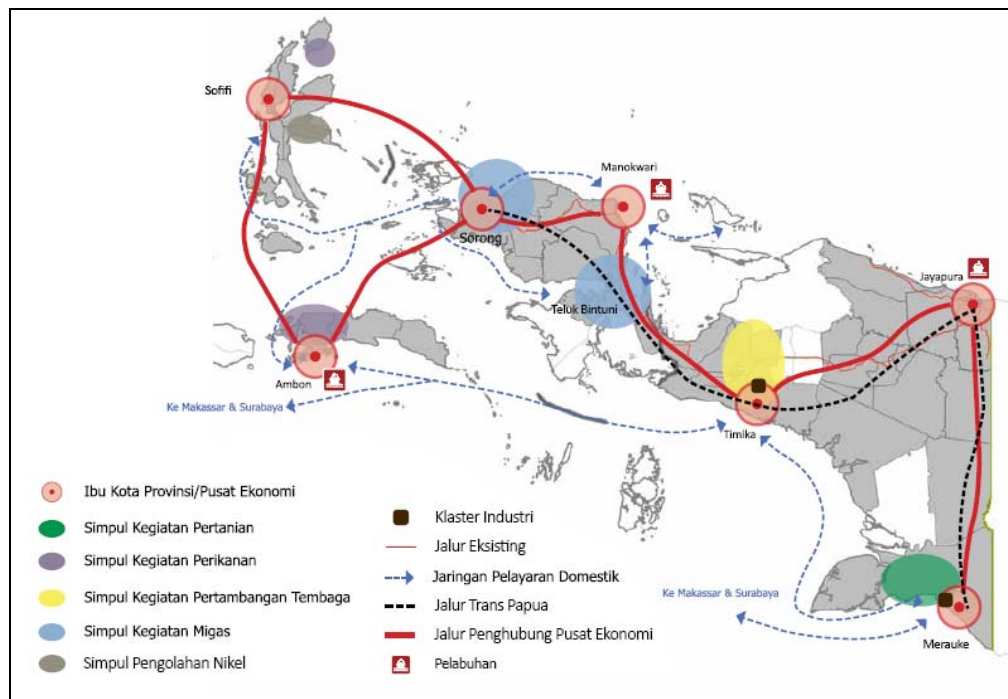 Sofifi
Manokwari
Sorong
Jayapura
Teluk Bintuni
Ambon
Ke Makassar & Surabaya
Timika
Ibu Kota Provinsi/Pusat Ekonomi
Simpul Kegiatan Pertanian
Simpul Kegiatan Perikanan
Simpul Kegiatan Pertambangan Tembaga
Simpul Kegiatan Migas
Simpul Pengolahan Nikel
Klaster Industri
Jalur Eksisting
Jaringan Pelayaran Domestik
Jalur Trans Papua
Jalur Penghubung Pusat Ekonomi
Pelabuhan
Ke Makassar & Surabaya
Merauke